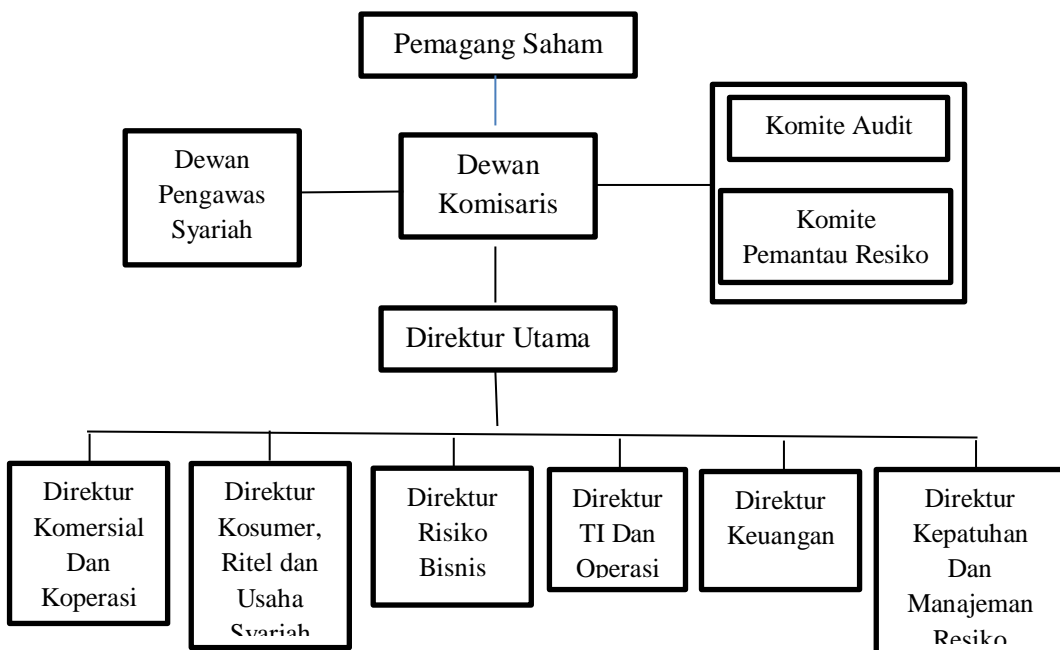 Pemagang Saham
Dewan
Pengawas
Syariah
Dewan
Komisaris
Komite Audit
Komite
Pemantau Resiko
Direktur Utama
Direktur
Komersial
Dan
Koperasi
Direktur
Kosumer,
Ritel dan
Usaha
Syariah
Direktur
Risiko
Bisnis
Direktur
TI Dan
Operasi
Direktur
Keuangan
Direktur
Kepatuhan
Dan
Manajeman
Resiko